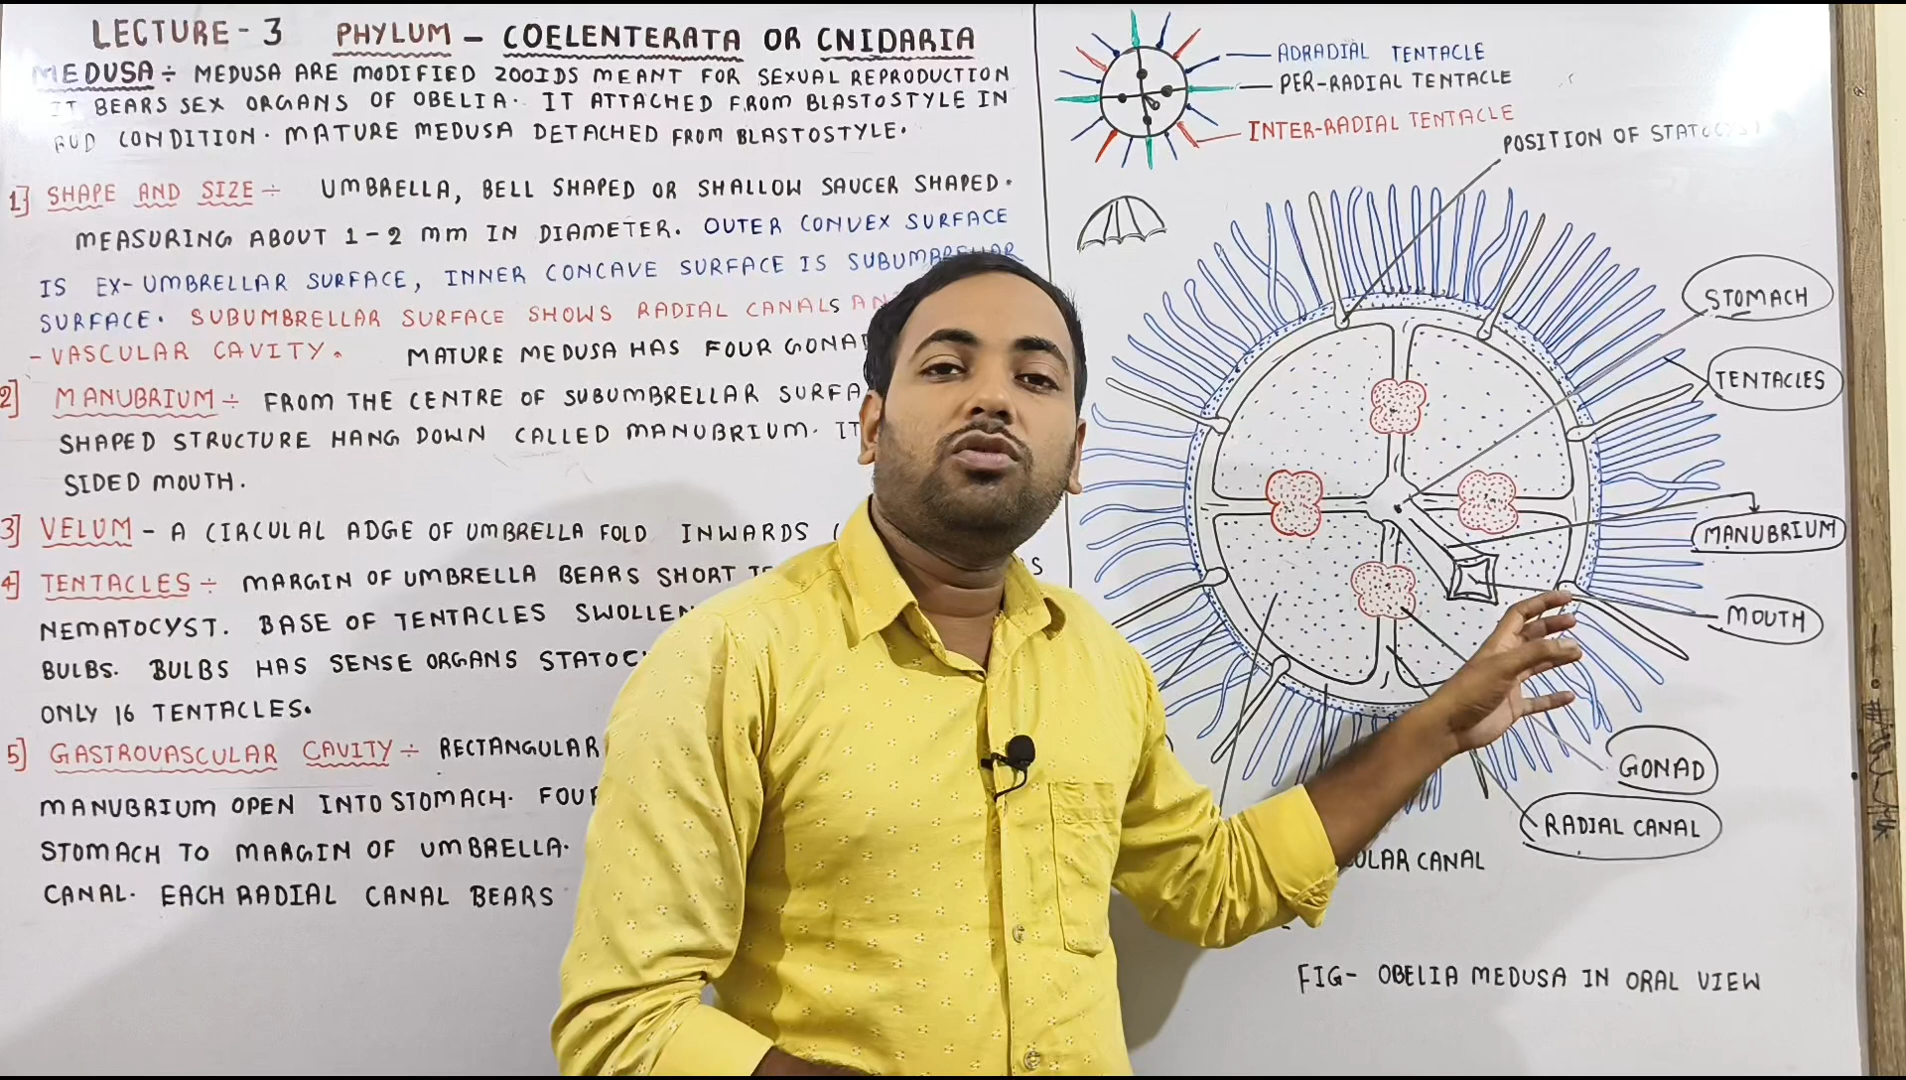 LECTURE - 3 PHYLUM - COELENTERATA OR CNIDARIA
MEDUSA ÷ MEDUSA ARE MODIFIED ZOOIDS MEANT FOR SEXUAL REPRODUCTION
IT BEARS SEX ORGANS OF OBELIA. IT ATTACHED FROM BLASTOSTYLE IN
BUD CONDITION. MATURE MEDUSA DETACHED FROM BLASTOSTYLE.
1] SHAPE AND SIZE ÷ UMBRELLA, BELL SHAPED OR SHALLOW SAUCER SHAPED.
MEASURING ABOUT 1-2 mm IN DIAMETER. OUTER CONVEX SURFACE
IS EX-UMBRELLAR SURFACE, INNER CONCAVE SURFACE IS SUBUMBRELLAR
SURFACE. SUBUMBRELLAR SURFACE SHOWS RADIAL CANALS
- VASCULAR CAVITY. MATURE MEDUSA HAS FOUR
2] MANUBRIUM ÷ FROM THE CENTRE OF SUBUMBRELLAR
SHAPED STRUCTURE HANG DOWN CALLED MANUBRIUM. IT
SIDED MOUTH.
3] VELUM - A CIRCULAR ADGE OF UMBRELLA FOLD INWARDS
4] TENTACLES ÷ MARGIN OF UMBRELLA BEARS SHORT
NEMATOCYST. BASE OF TENTACLES
BULBS. BULBS HAS SENSE ORGANS
ONLY 16 TENTACLES.
5] GASTROVASCULAR CAVITY ÷ RECTANGULAR
MANUBRIUM OPEN INTO STOMACH.
STOMACH TO MARGIN OF UMBRELLA.
CANAL. EACH RADIAL CANAL BEARS
ADRADIAL TENTACLE
PER-RADIAL TENTACLE
INTER-RADIAL TENTACLE
POSITION OF STATOCYST
STOMACH
TENTACLES
MANUBRIUM
MOUTH
GONAD
RADIAL CANAL
CANAL
FIG- OBELIA MEDUSA IN ORAL VIEW